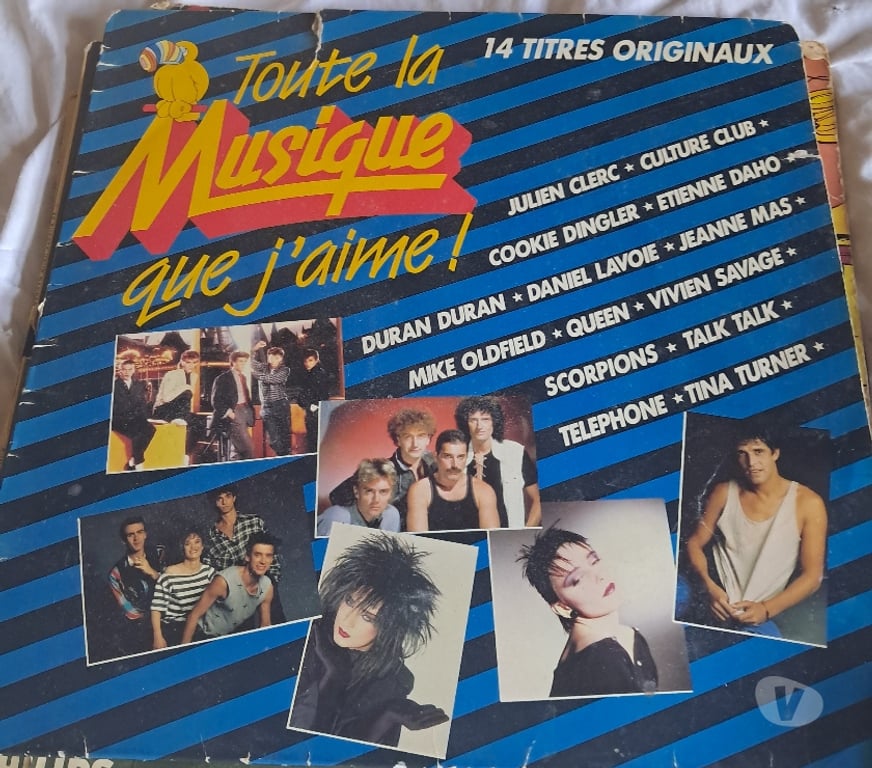 Toute la
Musique
que j'aime!
14 TITRES ORIGINAUX
JULIEN CLERC ★ CULTURE CLUB ★
COOKIE DINGLER ★ ETIENNE DAHO ★
DURAN DURAN ★ DANIEL LAVOIE ★ JEANNE MAS ★
MIKE OLDFIELD ★ QUEEN ★ VIVIEN SAVAGE ★
SCORPIONS ★ TALK TALK ★
TELEPHONE ★ TINA TURNER ★
V